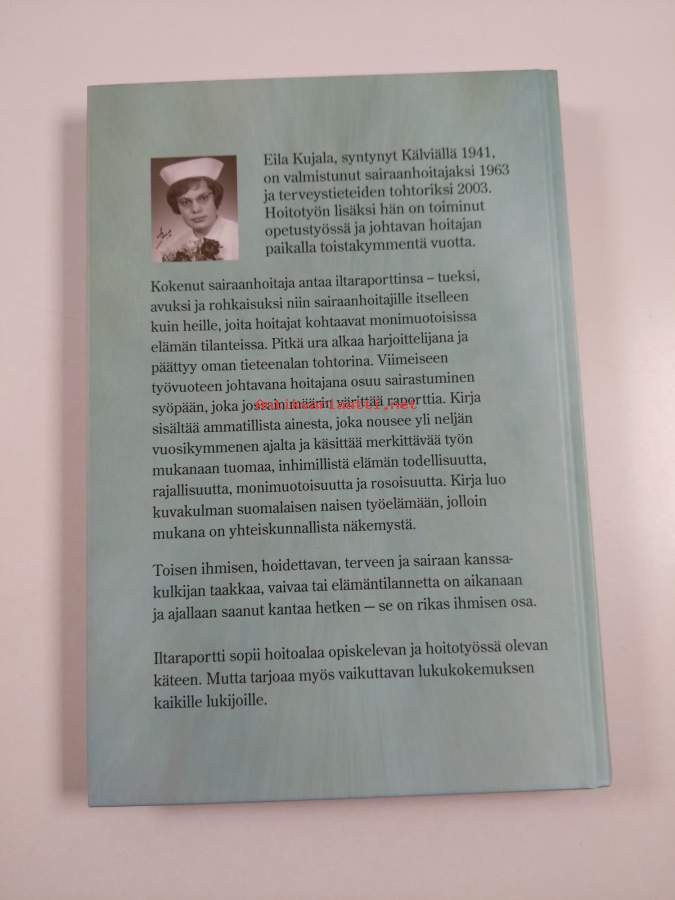 Eila Kujala, syntynyt Kälviällä 1941,
on valmistunut sairaanhoitajaksi 1963
ja terveystieteiden tohtoriksi 2003.
Hoitotyön lisäksi hän on toiminut
opetustyössä ja johtavan hoitajan
paikalla toistakymmentä vuotta.
Kokenut sairaanhoitaja antaa iltaraporttinsa – tueksi,
avuksi ja rohkaisuksi niin sairaanhoitajille itselleen
kuin heille, joita hoitajat kohtaavat monimuotoisissa
elämän tilanteissa. Pitkä ura alkaa harjoittelijana ja
päättyy oman tieteenalan tohtorina. Viimeiseen
työvuoteen johtavana hoitajana osuu sairastuminen
syöpään, joka jossain määrin värittää raporttia. Kirja
sisältää ammatillista ainesta, joka nousee yli neljän
vuosikymmenen ajalta ja käsittää merkittävää työn
mukanaan tuomaa, inhimillistä elämän todellisuutta,
rajallisuutta, monimuotoisuutta ja rosoisuutta. Kirja luo
kuvakulman suomalaisen naisen työelämään, jolloin
mukana on yhteiskunnallista näkemystä.
Toisen ihmisen, hoidettavan, terveen ja sairaan kanssa-
kulkijan taakkaa, vaivaa tai elämäntilannetta on aikanaan
ja ajallaan saanut kantaa hetken – se on rikas ihmisen osa.
Iltaraportti sopii hoitoalaa opiskelevan ja hoitotyössä olevan
käteen. Mutta tarjoaa myös vaikuttavan lukukokemuksen
kaikille lukijoille.